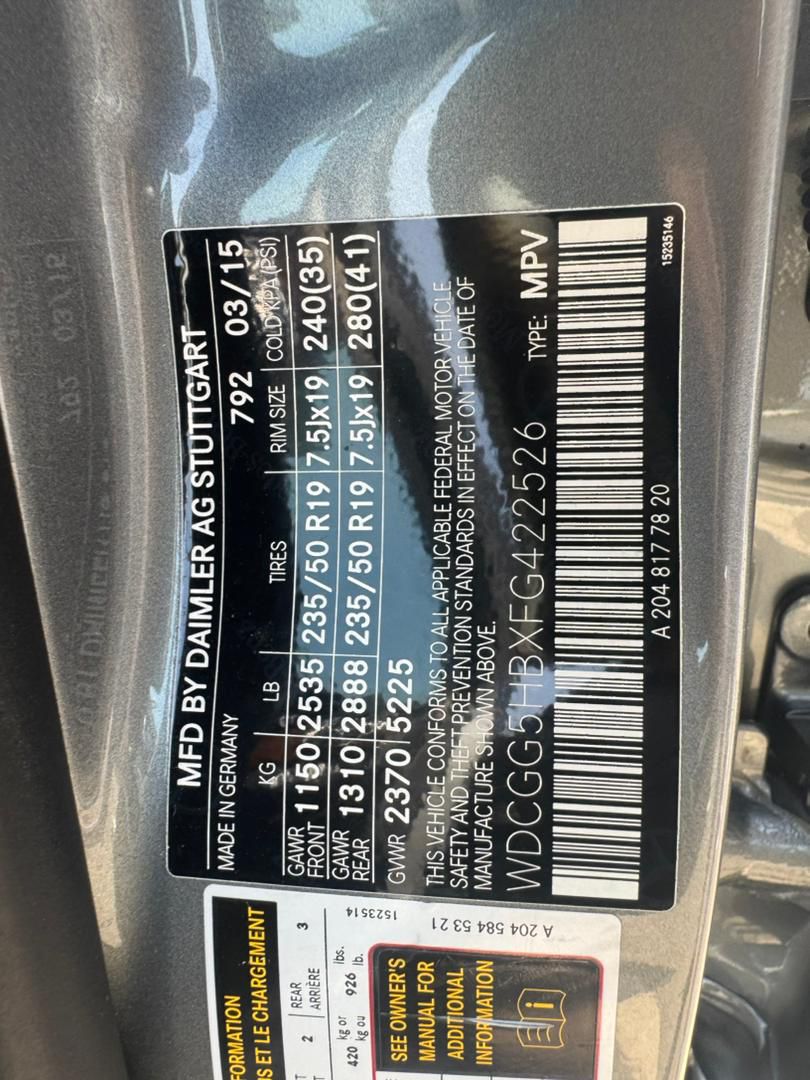 MFD BY DAIMLER AG STUTTGART
MADE IN GERMANY 792 03/15
KG LB TIRES RIM SIZE COLD KPA(PSI)
GAWR FRONT 1150 2535 235/50 R19 7.5Jx19 240(35)
GAWR REAR 1310 2888 235/50 R19 7.5Jx19 280(41)
GVWR 2370 5225
THIS VEHICLE CONFORMS TO ALL APPLICABLE FEDERAL MOTOR VEHICLE
SAFETY AND THEFT PREVENTION STANDARDS IN EFFECT ON THE DATE OF
MANUFACTURE SHOWN ABOVE.
WDCGG5HBXFG422526 TYPE: MPV
A 204 817 78 20
15235146
ET LE CHARGEMENT
2 REAR ARRIÈRE 3
420 kg or kg ou 926 lbs. lb.
SEE OWNER'S
MANUAL FOR
ADDITIONAL
INFORMATION
A 204 584 53 21
1523514